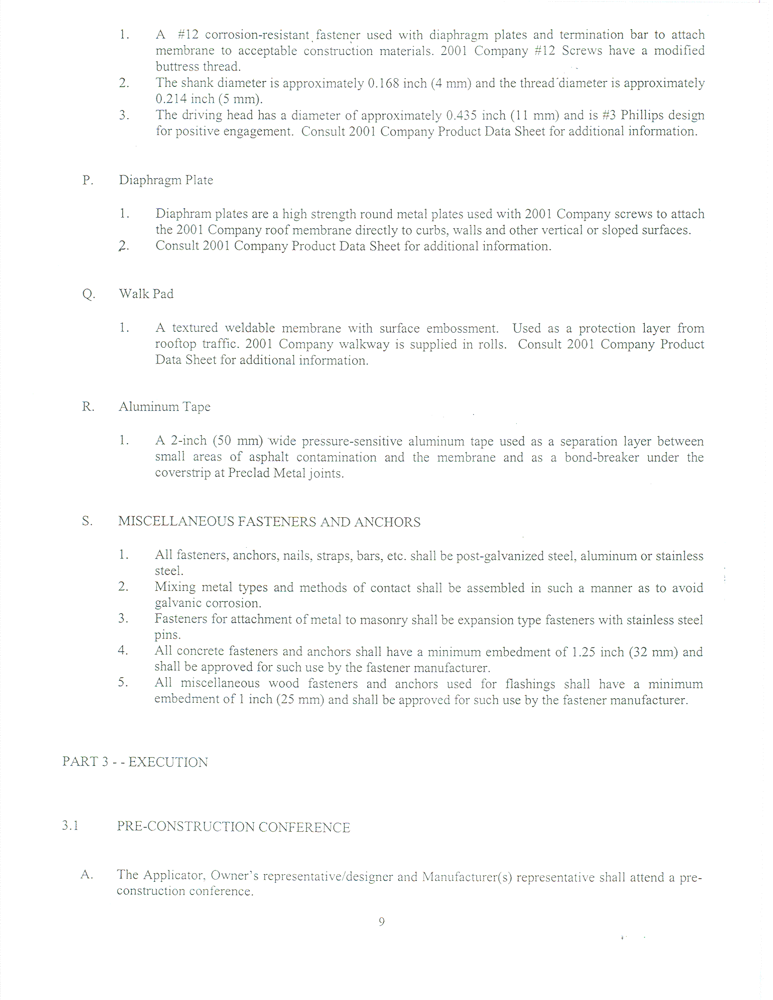 1. A #12 corrosion-resistant fastener used with diaphragm plates and termination bar to attach
membrane to acceptable construction materials. 2001 Company #12 Screws have a modified
buttress thread.
2. The shank diameter is approximately 0.168 inch (4 mm) and the thread diameter is approximately
0.214 inch (5 mm).
3. The driving head has a diameter of approximately 0.435 inch (11 mm) and is #3 Phillips design
for positive engagement. Consult 2001 Company Product Data Sheet for additional information.
P. Diaphragm Plate
1. Diaphram plates are a high strength round metal plates used with 2001 Company screws to attach
the 2001 Company roof membrane directly to curbs, walls and other vertical or sloped surfaces.
2. Consult 2001 Company Product Data Sheet for additional information.
Q. Walk Pad
1. A textured weldable membrane with surface embossment. Used as a protection layer from
rooftop traffic. 2001 Company walkway is supplied in rolls. Consult 2001 Company Product
Data Sheet for additional information.
R. Aluminum Tape
1. A 2-inch (50 mm) wide pressure-sensitive aluminum tape used as a separation layer between
small areas of asphalt contamination and the membrane and as a bond-breaker under the
coverstrip at Preclad Metal joints.
S. MISCELLANEOUS FASTENERS AND ANCHORS
1. All fasteners, anchors, nails, straps, bars, etc. shall be post-galvanized steel, aluminum or stainless
steel.
2. Mixing metal types and methods of contact shall be assembled in such a manner as to avoid
galvanic corrosion.
3. Fasteners for attachment of metal to masonry shall be expansion type fasteners with stainless steel
pins.
4. All concrete fasteners and anchors shall have a minimum embedment of 1.25 inch (32 mm) and
shall be approved for such use by the fastener manufacturer.
5. All miscellaneous wood fasteners and anchors used for flashings shall have a minimum
embedment of 1 inch (25 mm) and shall be approved for such use by the fastener manufacturer.
PART 3 - - EXECUTION
3.1 PRE-CONSTRUCTION CONFERENCE
A. The Applicator, Owner's representative/designer and Manufacturer(s) representative shall attend a pre-
construction conference.
9